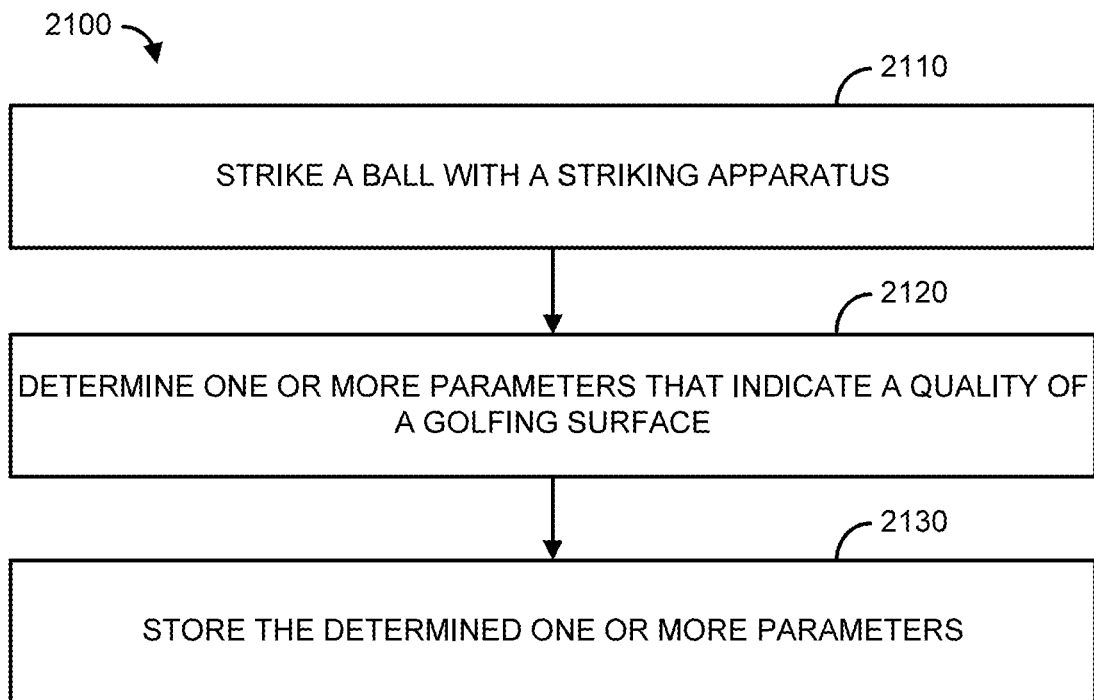 2100
2110
STRIKE A BALL WITH A STRIKING APPARATUS
2120
DETERMINE ONE OR MORE PARAMETERS THAT INDICATE A QUALITY OF
A GOLFING SURFACE
2130
STORE THE DETERMINED ONE OR MORE PARAMETERS